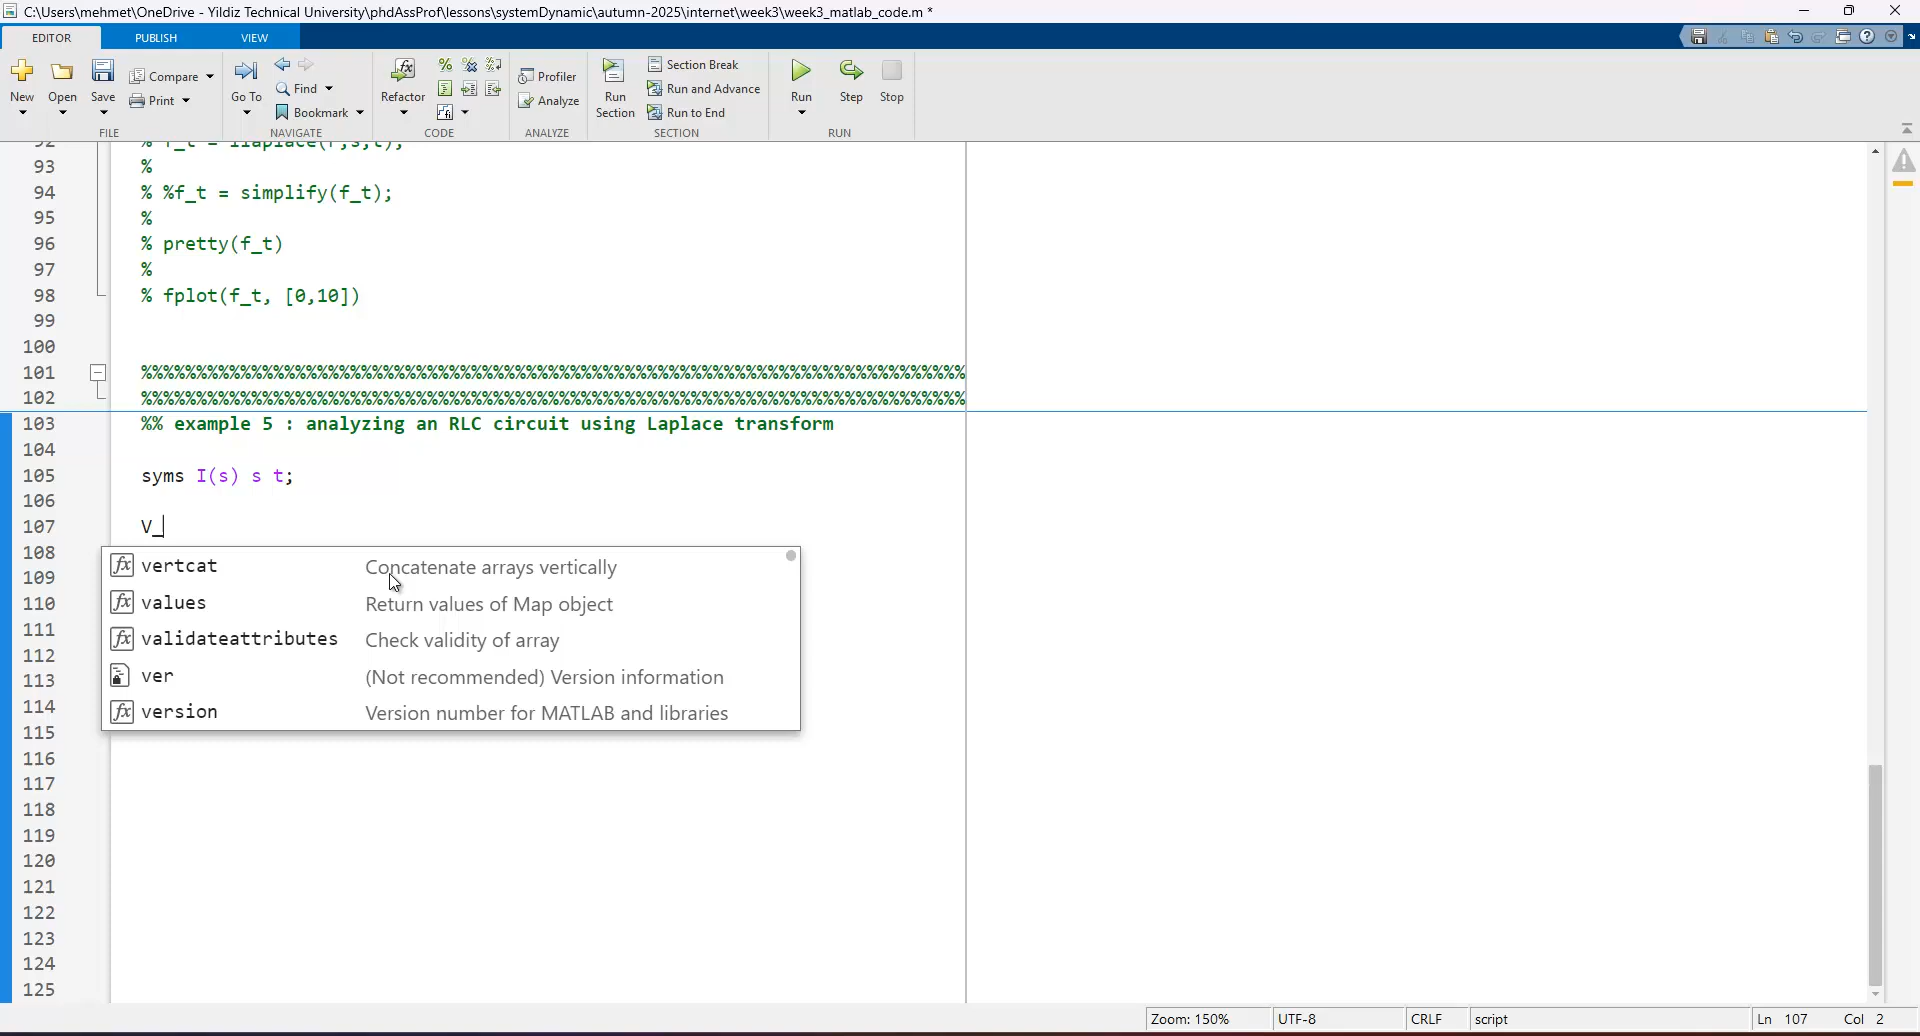 C:\Users\mehmet\OneDrive - Yildiz Technical University\phdAssProf\lessons\systemDynamic\autumn-2025\internet\week3\week3_matlab_code.m *
EDITOR PUBLISH VIEW
New Open Save Compare Print
FILE
Go To Find Bookmark
NAVIGATE
Refactor
CODE
Profiler
Analyze
ANALYZE
Run Section
Section Break
Run and Advance
Run to End
SECTION
Run Step Stop
RUN
93 %
94 % %f_t = simplify(f_t);
95 %
96 % pretty(f_t)
97 %
98 % fplot(f_t, [0,10])
99
100
101 %%%%%%%%%%%%%%%%%%%%%%%%%%%%%%%%%%%%%%%%%%%%%%%%%%%%%%%%%%%%%%%%%%%%%%%%%%%%%
102 %%%%%%%%%%%%%%%%%%%%%%%%%%%%%%%%%%%%%%%%%%%%%%%%%%%%%%%%%%%%%%%%%%%%%%%%%%%%%
103 %% example 5 : analyzing an RLC circuit using Laplace transform
104
105 syms I(s) s t;
106
107 V_
108
fx vertcat Concatenate arrays vertically
109
fx values Return values of Map object
110
111
fx validateattributes Check validity of array
112
113
ver (Not recommended) Version information
114
fx version Version number for MATLAB and libraries
115
116
117
118
119
120
121
122
123
124
125
Zoom: 150% UTF-8 CRLF script Ln 107 Col 2